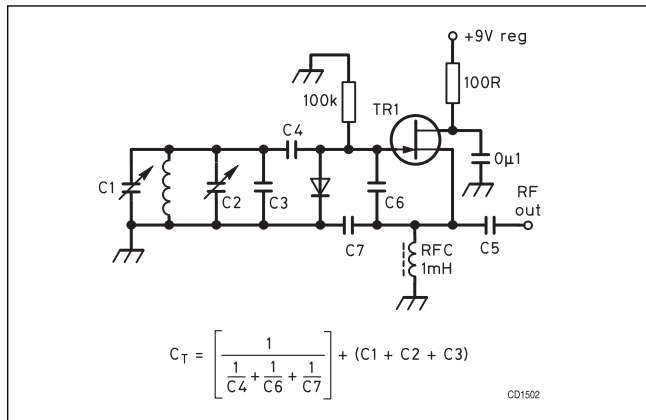 +9V reg
100R
100k
TR1
C4
0µ1
C1
C2
C3
C6
RF
out
C7
C5
RFC
1mH
C_T = [1 / (1/C4 + 1/C6 + 1/C7)] + (C1 + C2 + C3)
CD1502